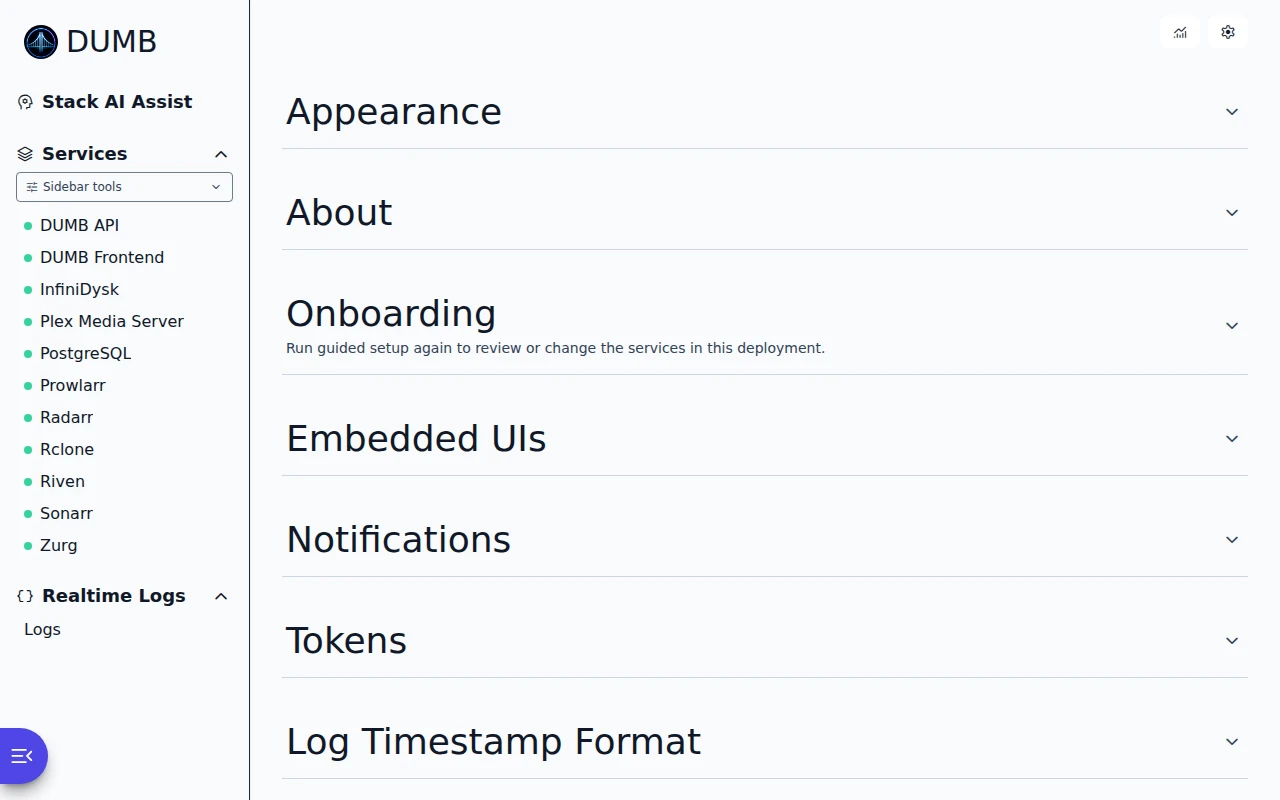 DUMB
Stack AI Assist
Services
Sidebar tools
DUMB API
DUMB Frontend
InfiniDysk
Plex Media Server
PostgreSQL
Prowlarr
Radarr
Rclone
Riven
Sonarr
Zurg
Realtime Logs
Logs
Appearance
About
Onboarding
Run guided setup again to review or change the services in this deployment.
Embedded UIs
Notifications
Tokens
Log Timestamp Format